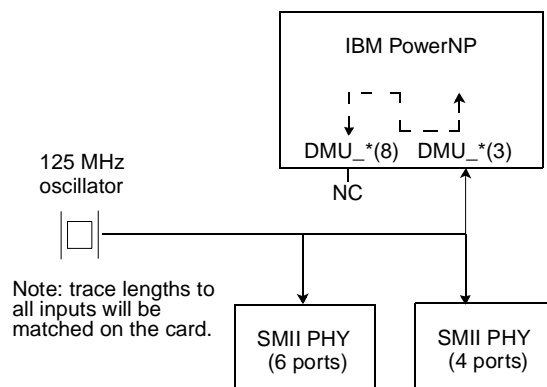 IBM PowerNP
DMU_*(8) DMU_*(3)
NC
125 MHz
oscillator
Note: trace lengths to
all inputs will be
matched on the card.
SMII PHY
(6 ports)
SMII PHY
(4 ports)